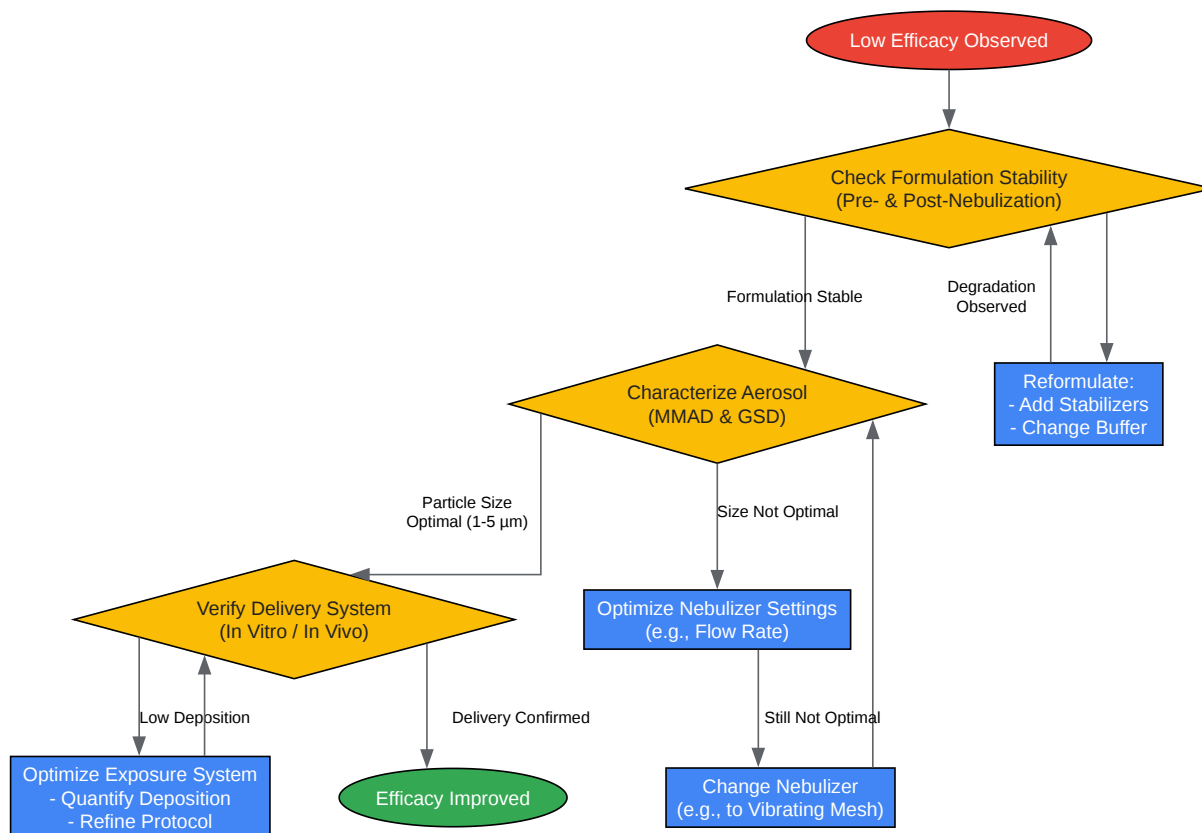 Low Efficacy Observed
Check Formulation Stability
(Pre- & Post-Nebulization)
Formulation Stable
Degradation
Observed
Characterize Aerosol
(MMAD & GSD)
Reformulate:
- Add Stabilizers
- Change Buffer
Particle Size
Optimal (1-5 µm)
Size Not Optimal
Verify Delivery System
(In Vitro / In Vivo)
Optimize Nebulizer Settings
(e.g., Flow Rate)
Low Deposition
Delivery Confirmed
Still Not Optimal
Optimize Exposure System
- Quantify Deposition
- Refine Protocol
Efficacy Improved
Change Nebulizer
(e.g., to Vibrating Mesh)